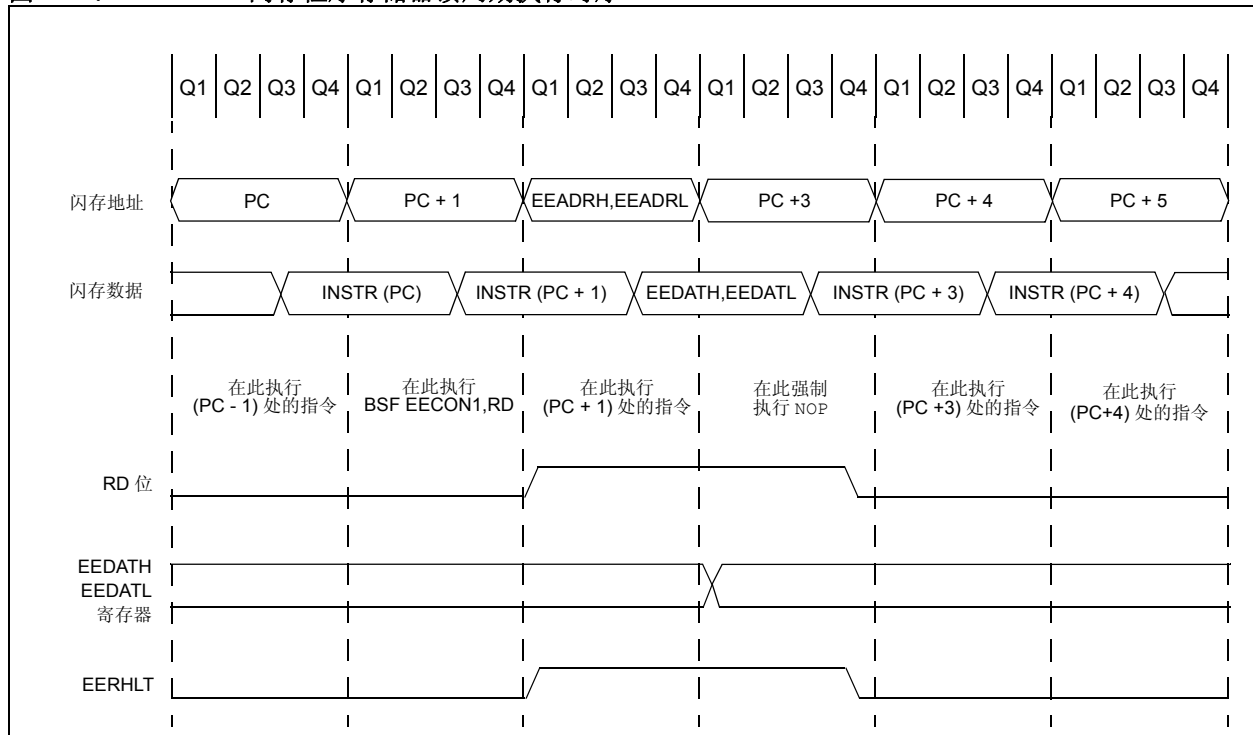 Q1 Q2 Q3 Q4 Q1 Q2 Q3 Q4 Q1 Q2 Q3 Q4 Q1 Q2 Q3 Q4 Q1 Q2 Q3 Q4 Q1 Q2 Q3 Q4
闪存地址 PC PC + 1 EEADRH,EEADRL PC +3 PC + 4 PC + 5
闪存数据 INSTR (PC) INSTR (PC + 1) EEDATH,EEDATL INSTR (PC + 3) INSTR (PC + 4)
在此执行
(PC - 1) 处的指令
在此执行
BSF EECON1,RD
在此执行
(PC + 1) 处的指令
在此强制
执行 NOP
在此执行
(PC +3) 处的指令
在此执行
(PC+4) 处的指令
RD 位
EEDATH
EEDATL
寄存器
EERHLT